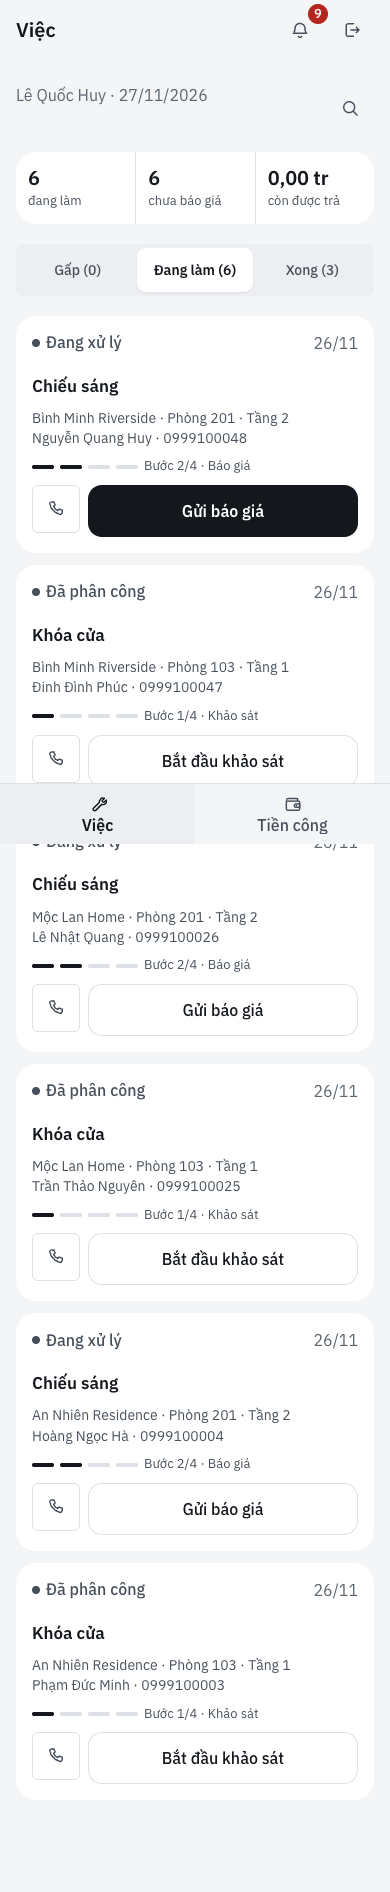 Việc
9
Lê Quốc Huy · 27/11/2026
6
đang làm
6
chưa báo giá
0,00 tr
còn được trả
Gấp (0)
Đang làm (6)
Xong (3)
Đang xử lý
26/11
Chiếu sáng
Bình Minh Riverside · Phòng 201 · Tầng 2
Nguyễn Quang Huy · 0999100048
Bước 2/4 · Báo giá
Gửi báo giá
Đã phân công
26/11
Khóa cửa
Bình Minh Riverside · Phòng 103 · Tầng 1
Đinh Đình Phúc · 0999100047
Bước 1/4 · Khảo sát
Bắt đầu khảo sát
Việc
Tiền công
Đang xử lý
26/11
Chiếu sáng
Mộc Lan Home · Phòng 201 · Tầng 2
Lê Nhật Quang · 0999100026
Bước 2/4 · Báo giá
Gửi báo giá
Đã phân công
26/11
Khóa cửa
Mộc Lan Home · Phòng 103 · Tầng 1
Trần Thảo Nguyên · 0999100025
Bước 1/4 · Khảo sát
Bắt đầu khảo sát
Đang xử lý
26/11
Chiếu sáng
An Nhiên Residence · Phòng 201 · Tầng 2
Hoàng Ngọc Hà · 0999100004
Bước 2/4 · Báo giá
Gửi báo giá
Đã phân công
26/11
Khóa cửa
An Nhiên Residence · Phòng 103 · Tầng 1
Phạm Đức Minh · 0999100003
Bước 1/4 · Khảo sát
Bắt đầu khảo sát